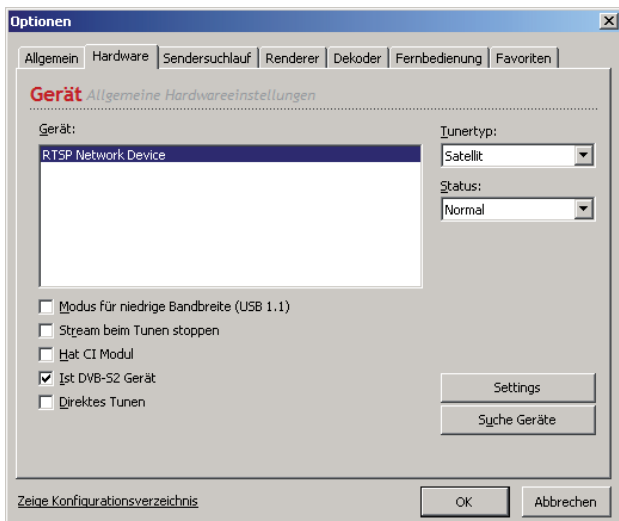 Optionen
Allgemein Hardware Sendersuchlauf Renderer Dekoder Fernbedienung Favoriten
Gerät Allgemeine Hardwareeinstellungen
Gerät:
RTSP Network Device
Tunertyp:
Satellit
Status:
Normal
Modus für niedrige Bandbreite (USB 1.1)
Stream beim Tunen stoppen
Hat CI Modul
Ist DVB-S2 Gerät
Direktes Tunen
Settings
Suche Geräte
Zeige Konfigurationsverzeichnis
OK
Abbrechen